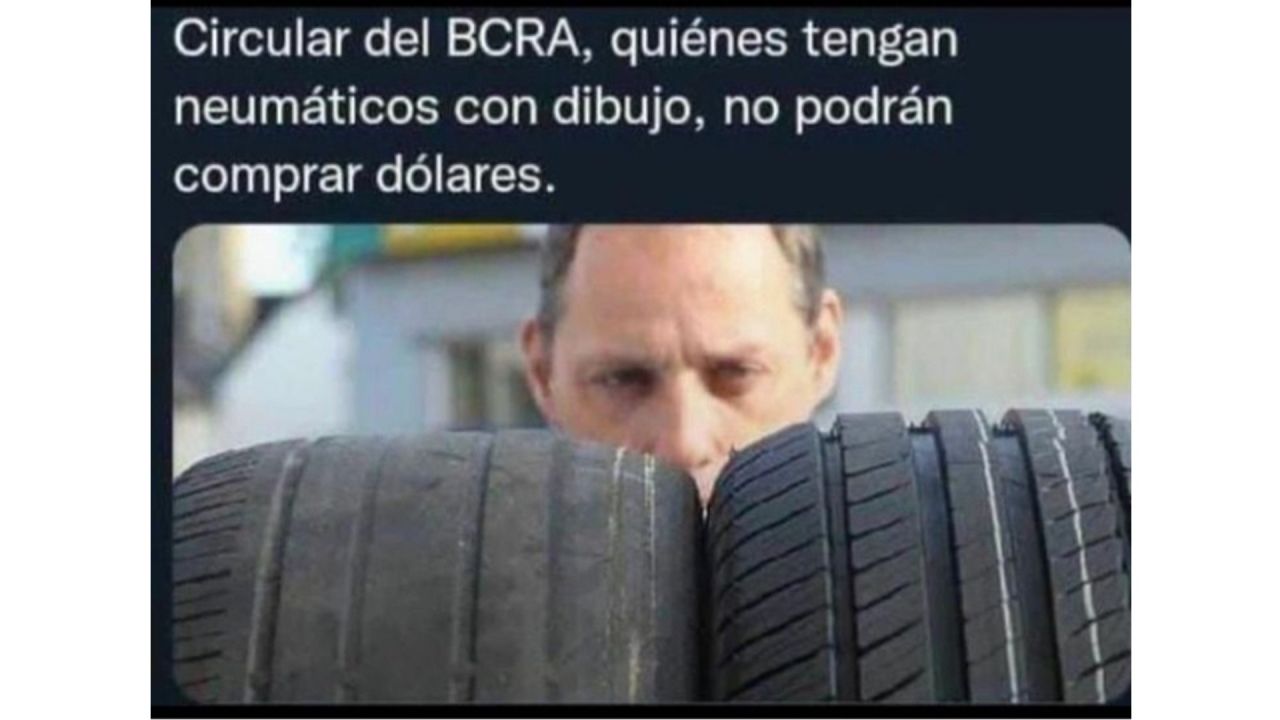 Circular del BCRA, quiénes tengan
neumáticos con dibujo, no podrán
comprar dólares.